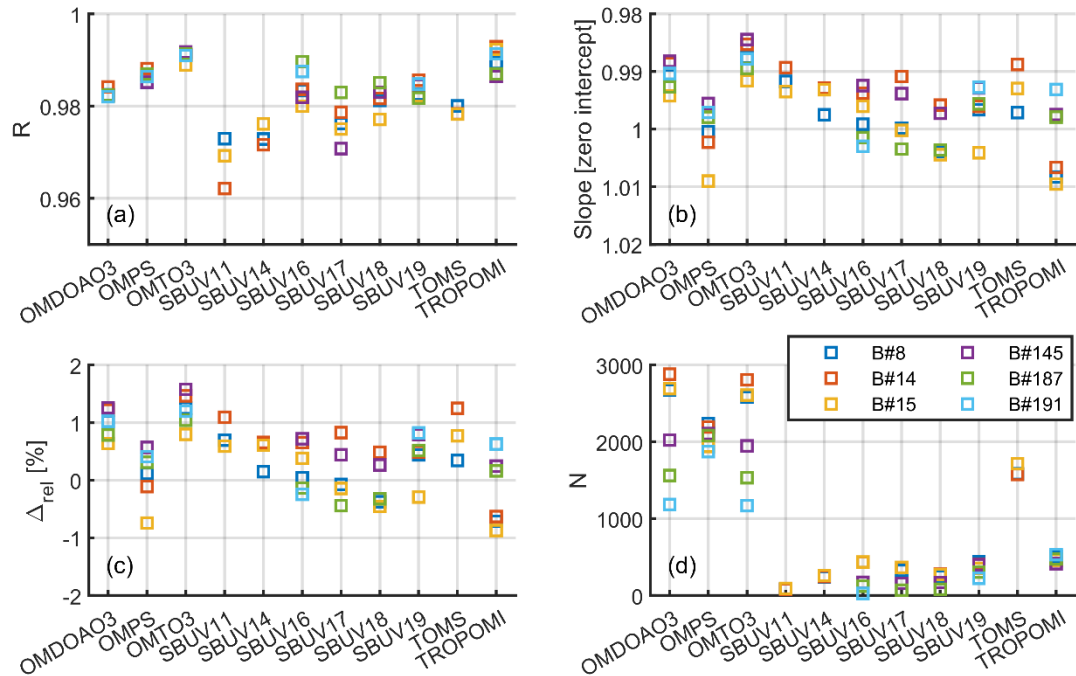 1
0.98
0.96
R
(a)
OMDOAO3
OMPS
OMTO3
SBUV11
SBUV14
SBUV16
SBUV17
SBUV18
SBUV19
TOMS
TROPOMI
0.98
0.99
1
1.01
1.02
Slope [zero intercept]
(b)
OMDOAO3
OMPS
OMTO3
SBUV11
SBUV14
SBUV16
SBUV17
SBUV18
SBUV19
TOMS
TROPOMI
2
1
0
-1
-2
Δrel [%]
(c)
OMDOAO3
OMPS
OMTO3
SBUV11
SBUV14
SBUV16
SBUV17
SBUV18
SBUV19
TOMS
TROPOMI
B#8 B#145
B#14 B#187
B#15 B#191
3000
2000
1000
0
N
(d)
OMDOAO3
OMPS
OMTO3
SBUV11
SBUV14
SBUV16
SBUV17
SBUV18
SBUV19
TOMS
TROPOMI